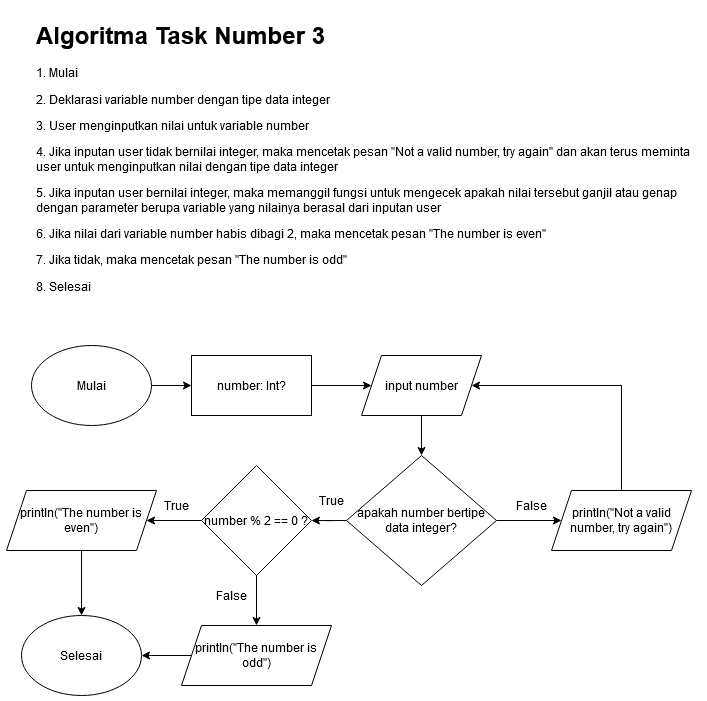 Algoritma Task Number 3
1. Mulai
2. Deklarasi variable number dengan tipe data integer
3. User menginputkan nilai untuk variable number
4. Jika inputan user tidak bernilai integer, maka mencetak pesan "Not a valid number, try again" dan akan terus meminta
user untuk menginputkan nilai dengan tipe data integer
5. Jika inputan user bernilai integer, maka memanggil fungsi untuk mengecek apakah nilai tersebut ganjil atau genap
dengan parameter berupa variable yang nilainya berasal dari inputan user
6. Jika nilai dari variable number habis dibagi 2, maka mencetak pesan "The number is even"
7. Jika tidak, maka mencetak pesan "The number is odd"
8. Selesai
Mulai
number: Int?
input number
apakah number bertipe
data integer?
False
println("Not a valid
number, try again")
True
number % 2 == 0 ?
True
println("The number is
even")
False
println("The number is
odd")
Selesai